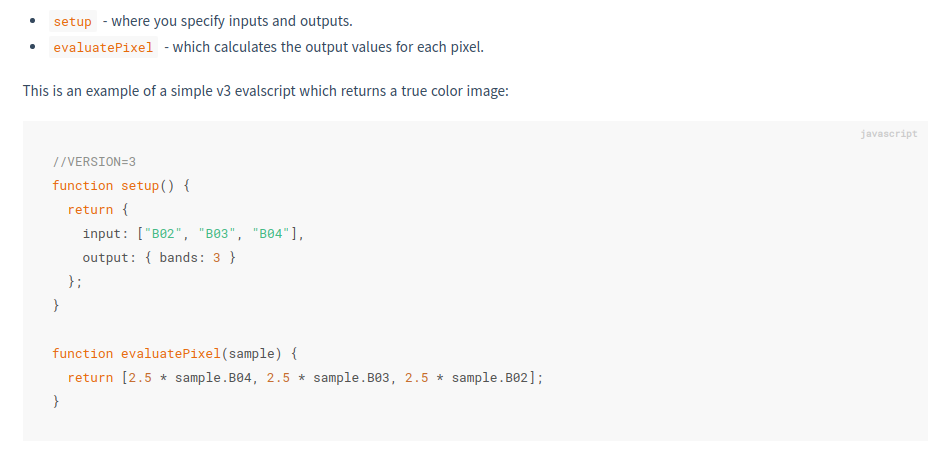 • setup - where you specify inputs and outputs.
• evaluatePixel - which calculates the output values for each pixel.
This is an example of a simple v3 evalscript which returns a true color image:
javascript
//VERSION=3
function setup() {
  return {
    input: ["B02", "B03", "B04"],
    output: { bands: 3 }
  };
}

function evaluatePixel(sample) {
  return [2.5 * sample.B04, 2.5 * sample.B03, 2.5 * sample.B02];
}